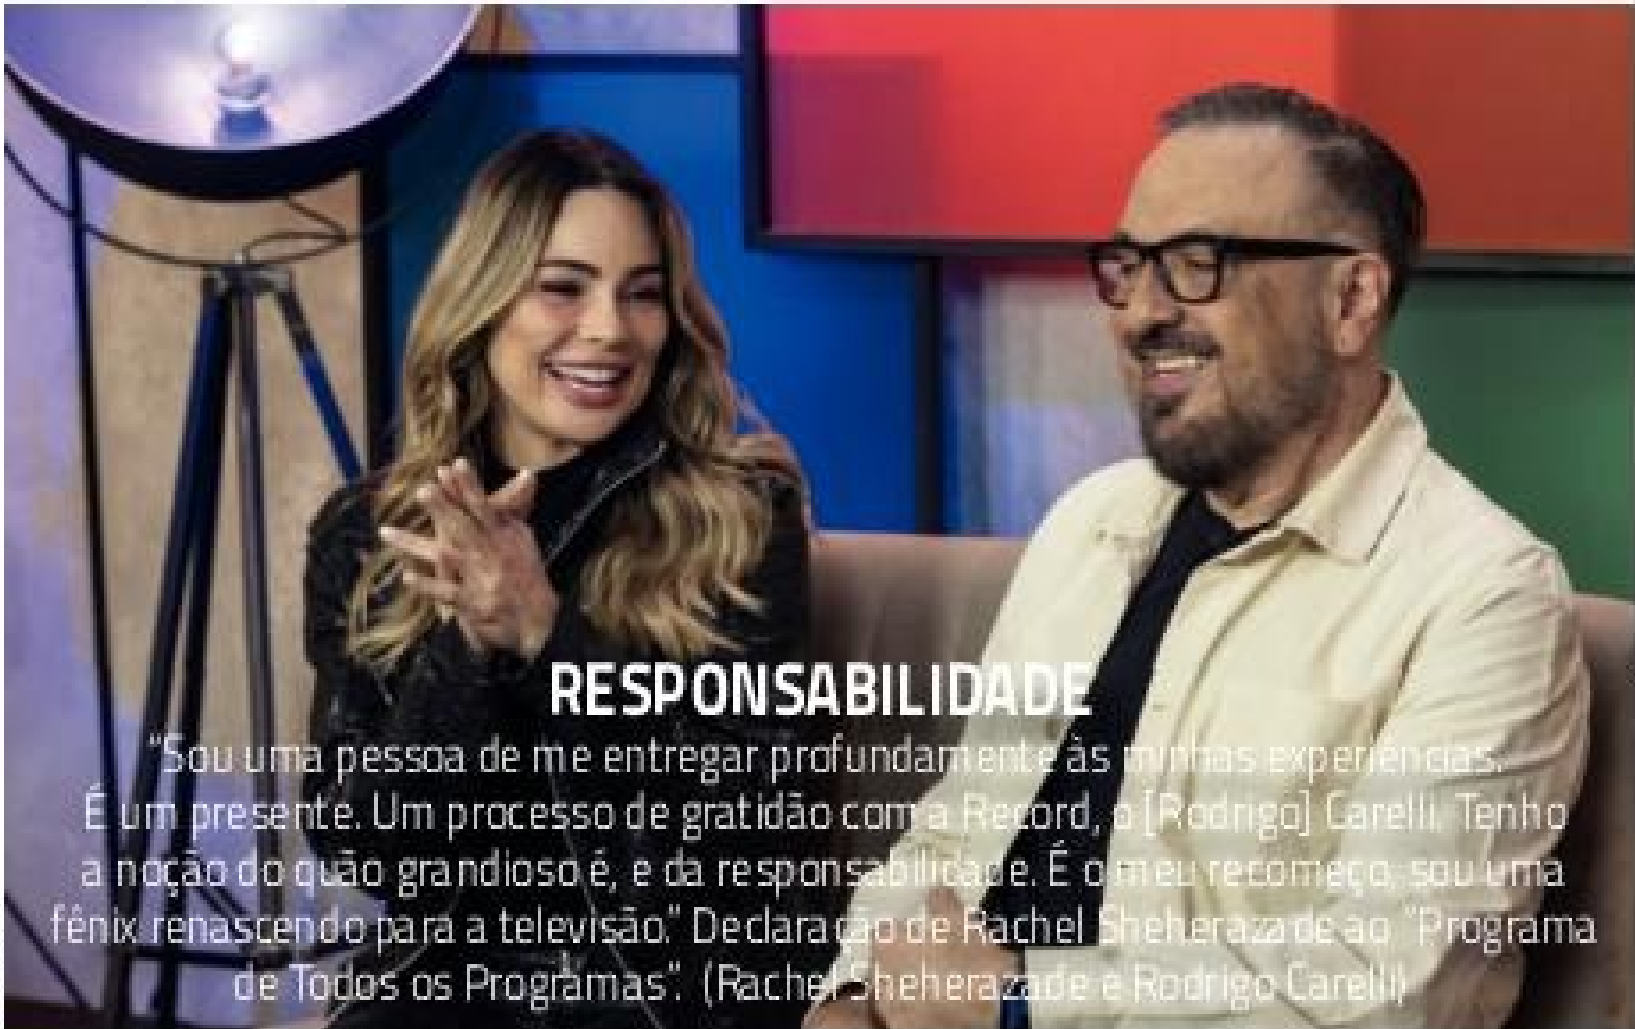 RESPONSABILIDADE
“Sou uma pessoa de me entregar profundamente às minhas experiências.
É um presente. Um processo de gratidão com a Record, o [Rodrigo] Carelli. Tenho
a noção do quão grandioso é, e da responsabilidade. É o meu recomeço, sou uma
fênix renascendo para a televisão.” Declaração de Rachel Sheherazade ao “Programa
de Todos os Programas”. (Rachel Sheherazade e Rodrigo Carelli)